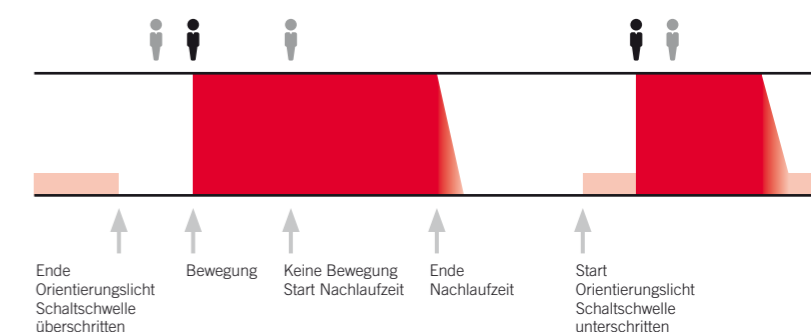 Ende
Orientierungslicht
Schaltschwelle
überschritten
Bewegung
Keine Bewegung
Start Nachlaufzeit
Ende
Nachlaufzeit
Start
Orientierungslicht
Schaltschwelle
unterschritten